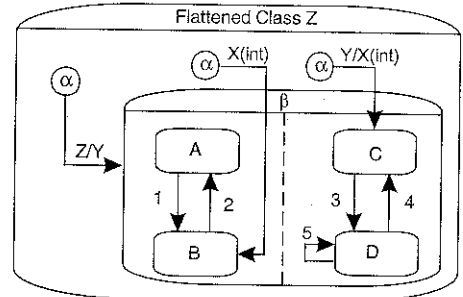 Flattened Class Z
α X(int) α Y/X(int)
α
β
Z/Y
A C
1 2 3 4
5
B D